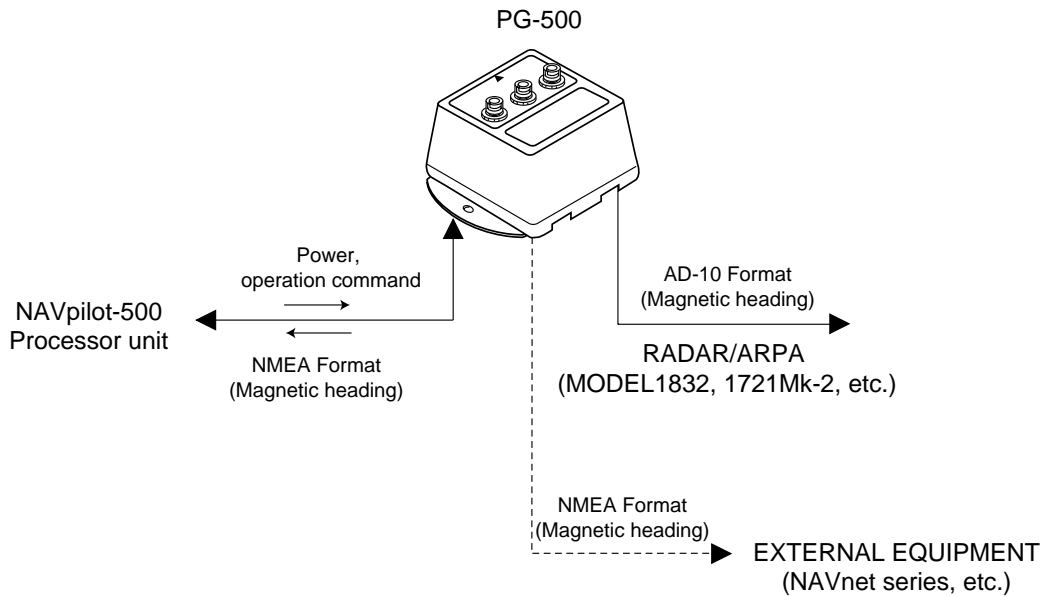 PG-500
Power,
operation command
NAVpilot-500
Processor unit
NMEA Format
(Magnetic heading)
AD-10 Format
(Magnetic heading)
RADAR/ARPA
(MODEL1832, 1721Mk-2, etc.)
NMEA Format
(Magnetic heading)
EXTERNAL EQUIPMENT
(NAVnet series, etc.)